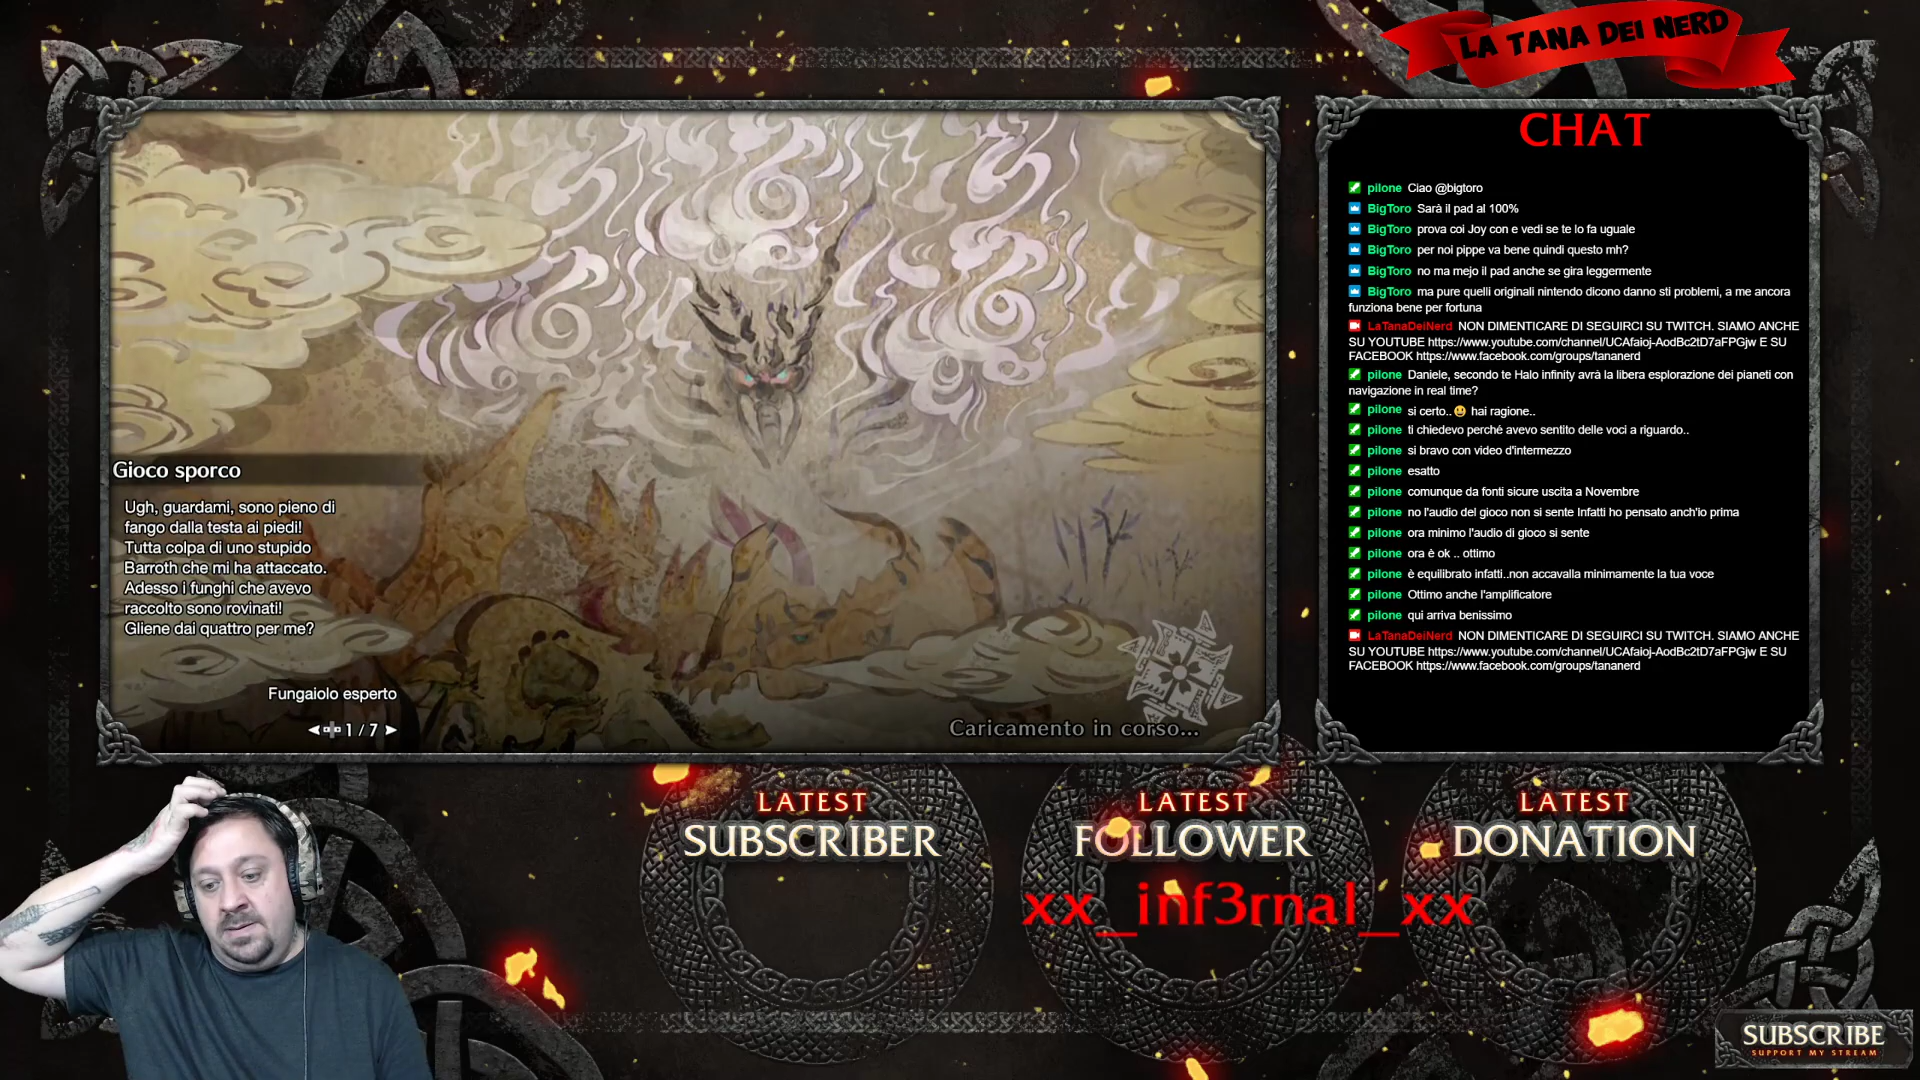 LA TANA DEI NERD
CHAT
pilone Ciao @bigtoro
BigToro Sarà il pad al 100%
BigToro prova coi Joy con e vedi se te lo fa uguale
BigToro per noi pippe va bene quindi questo mh?
BigToro no ma mejo il pad anche se gira leggermente
BigToro ma pure quelli originali nintendo dicono danno sti problemi, a me ancora
funziona bene per fortuna
LaTanaDeiNerd NON DIMENTICARE DI SEGUIRCI SU TWITCH. SIAMO ANCHE
SU YOUTUBE https://www.youtube.com/channel/UCAfaioj-AodBc2tD7aFPGjw E SU
FACEBOOK https://www.facebook.com/groups/tananerd
pilone Daniele, secondo te Halo infinity avrà la libera esplorazione dei pianeti con
navigazione in real time?
pilone si certo.. hai ragione..
pilone ti chiedevo perché avevo sentito delle voci a riguardo..
pilone si bravo con video d'intermezzo
pilone esatto
pilone comunque da fonti sicure uscita a Novembre
pilone no l'audio del gioco non si sente Infatti ho pensato anch'io prima
pilone ora minimo l'audio di gioco si sente
pilone ora è ok .. ottimo
pilone è equilibrato infatti..non accavalla minimamente la tua voce
pilone Ottimo anche l'amplificatore
pilone qui arriva benissimo
LaTanaDeiNerd NON DIMENTICARE DI SEGUIRCI SU TWITCH. SIAMO ANCHE
SU YOUTUBE https://www.youtube.com/channel/UCAfaioj-AodBc2tD7aFPGjw E SU
FACEBOOK https://www.facebook.com/groups/tananerd
Gioco sporco
Ugh, guardami, sono pieno di
fango dalla testa ai piedi!
Tutta colpa di uno stupido
Barroth che mi ha attaccato.
Adesso i funghi che avevo
raccolto sono rovinati!
Gliene dai quattro per me?
Fungaiolo esperto
1 / 7
Caricamento in corso...
LATEST
SUBSCRIBER
LATEST
FOLLOWER
xx_inf3rnal_xx
LATEST
DONATION
SUBSCRIBE
SUPPORT MY STREAM